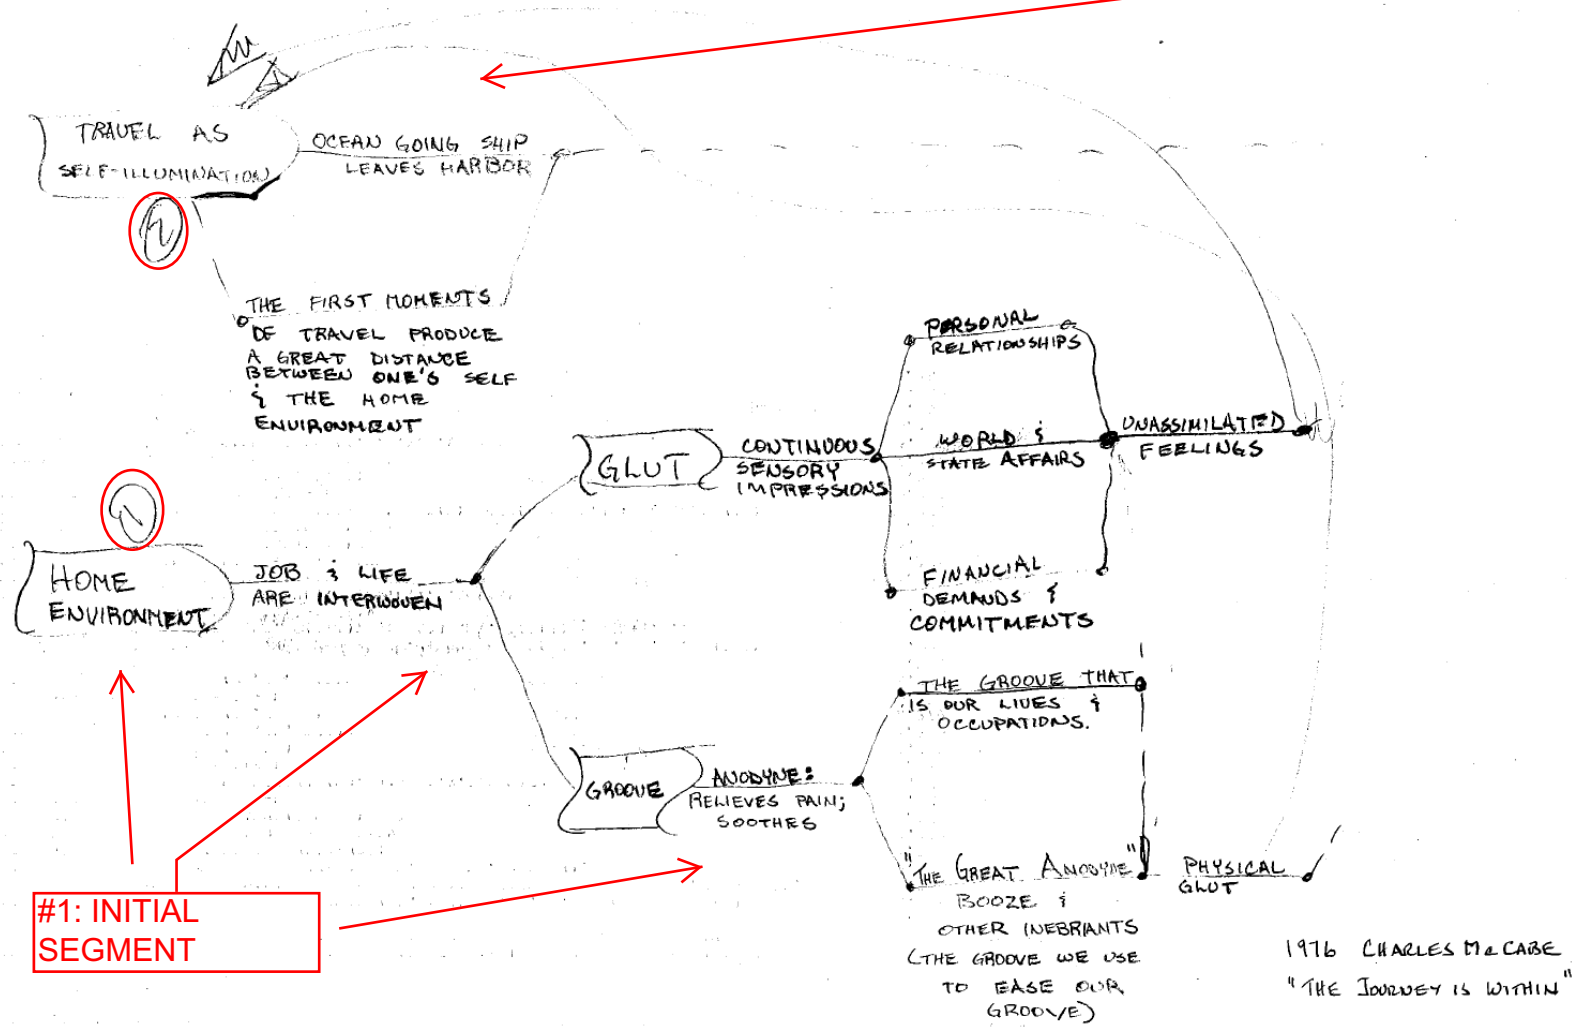 TRAVEL AS
SELF-ILLUMINATION
2
OCEAN GOING SHIP
LEAVES HARBOR
THE FIRST MOMENTS
OF TRAVEL PRODUCE
A GREAT DISTANCE
BETWEEN ONE'S SELF
& THE HOME
ENVIRONMENT
1
HOME
ENVIRONMENT
JOB & LIFE
ARE INTERWOVEN
GLUT
CONTINUOUS
SENSORY
IMPRESSIONS
PERSONAL
RELATIONSHIPS
WORLD &
STATE AFFAIRS
FINANCIAL
DEMANDS &
COMMITMENTS
UNASSIMILATED
FEELINGS
GROOVE
ANODYNE:
RELIEVES PAIN;
SOOTHES
THE GROOVE THAT
IS OUR LIVES &
OCCUPATIONS.
"THE GREAT ANODYNE"
BOOZE &
OTHER INEBRIANTS
(THE GROOVE WE USE
TO EASE OUR
GROOVE)
PHYSICAL
GLUT
#1: INITIAL
SEGMENT
1976 CHARLES McCABE
"THE JOURNEY IS WITHIN"